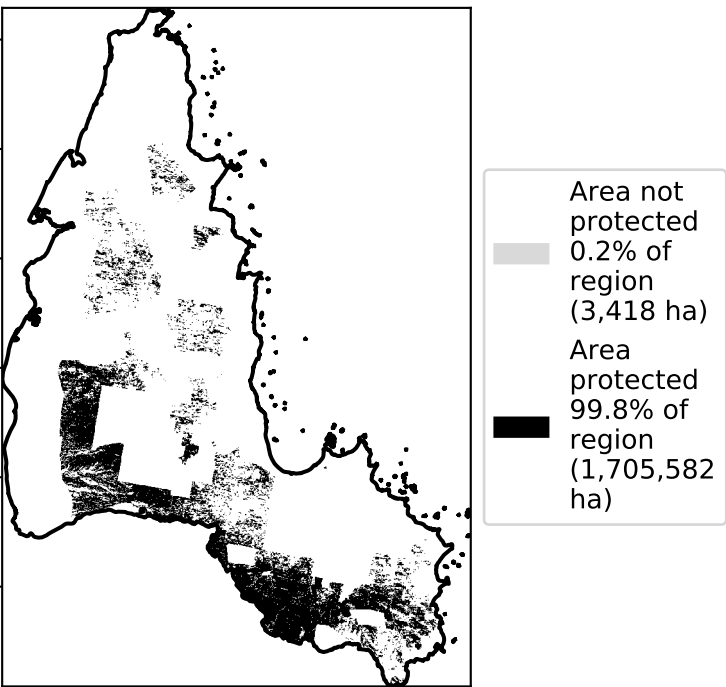 Area not
protected
0.2% of
region
(3,418 ha)
Area
protected
99.8% of
region
(1,705,582
ha)